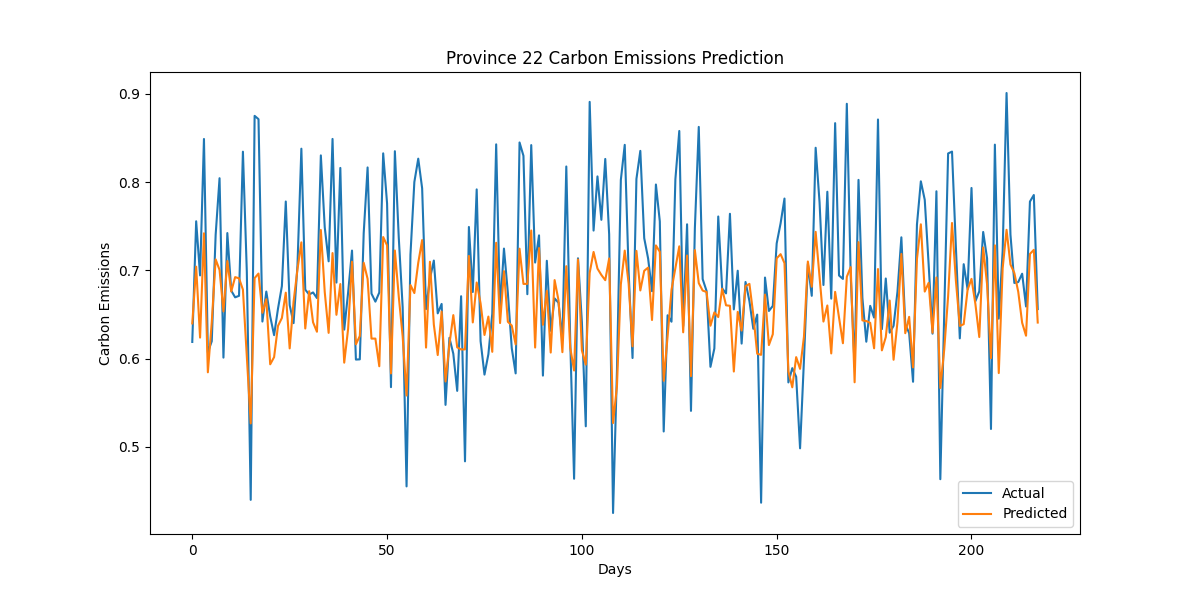 Province 22 Carbon Emissions Prediction
0.9
0.8
0.7
0.6
0.5
Carbon Emissions
0 50 100 150 200
Days
Actual
Predicted